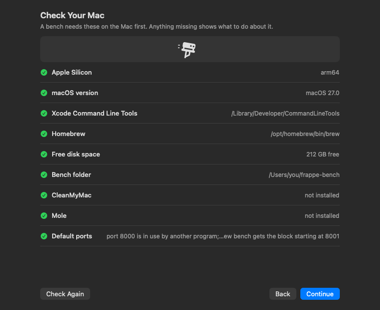 Check Your Mac
A bench needs these on the Mac first. Anything missing shows what to do about it.
Apple Silicon arm64
macOS version macOS 27.0
Xcode Command Line Tools /Library/Developer/CommandLineTools
Homebrew /opt/homebrew/bin/brew
Free disk space 212 GB free
Bench folder /Users/you/frappe-bench
CleanMyMac not installed
Mole not installed
Default ports port 8000 is in use by another program;...ew bench gets the block starting at 8001
Check Again Back Continue